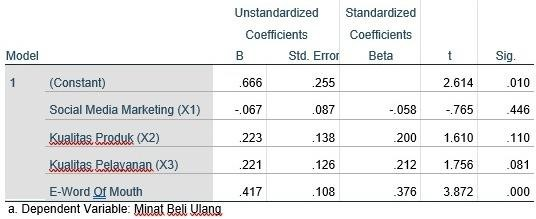 Unstandardized Standardized
Coefficients Coefficients
Model B Std. Error Beta t Sig.
1 (Constant) .666 .255 2.614 .010
Social Media Marketing (X1) -.067 .087 -.058 -.765 .446
Kualitas Produk (X2) .223 .138 .200 1.610 .110
Kualitas Pelayanan (X3) .221 .126 .212 1.756 .081
E-Word Of Mouth .417 .108 .376 3.872 .000
a. Dependent Variable: Minat Beli Ulang